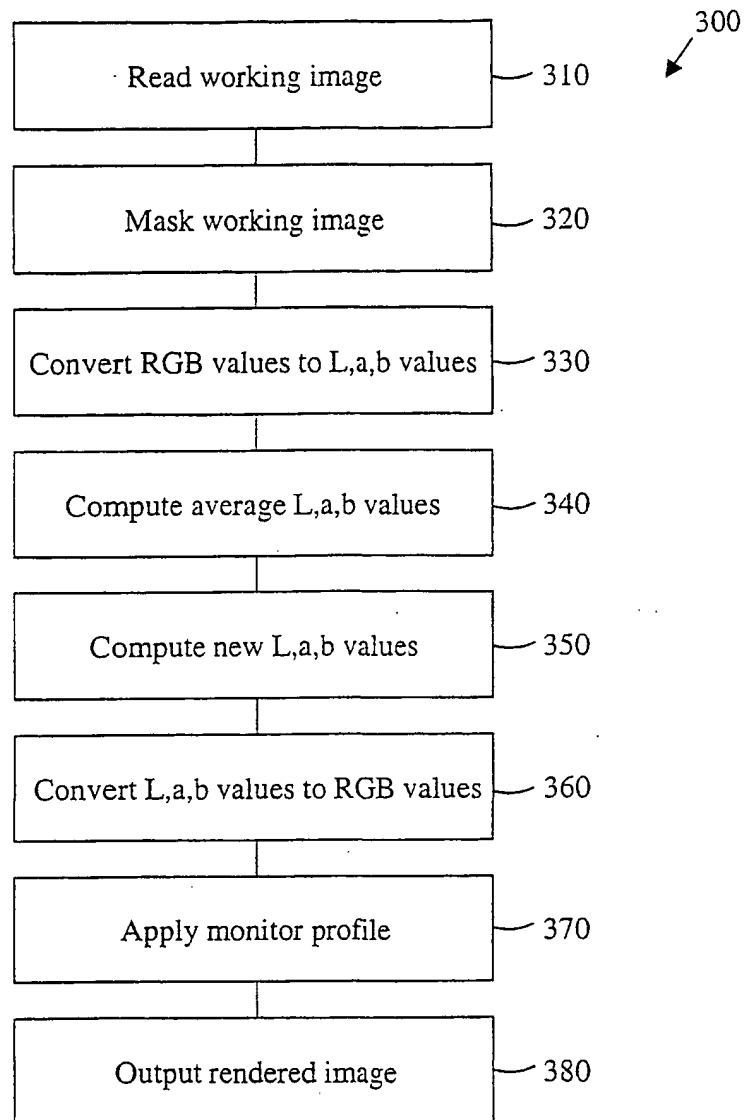 300
Read working image 310
Mask working image 320
Convert RGB values to L,a,b values 330
Compute average L,a,b values 340
Compute new L,a,b values 350
Convert L,a,b values to RGB values 360
Apply monitor profile 370
Output rendered image 380